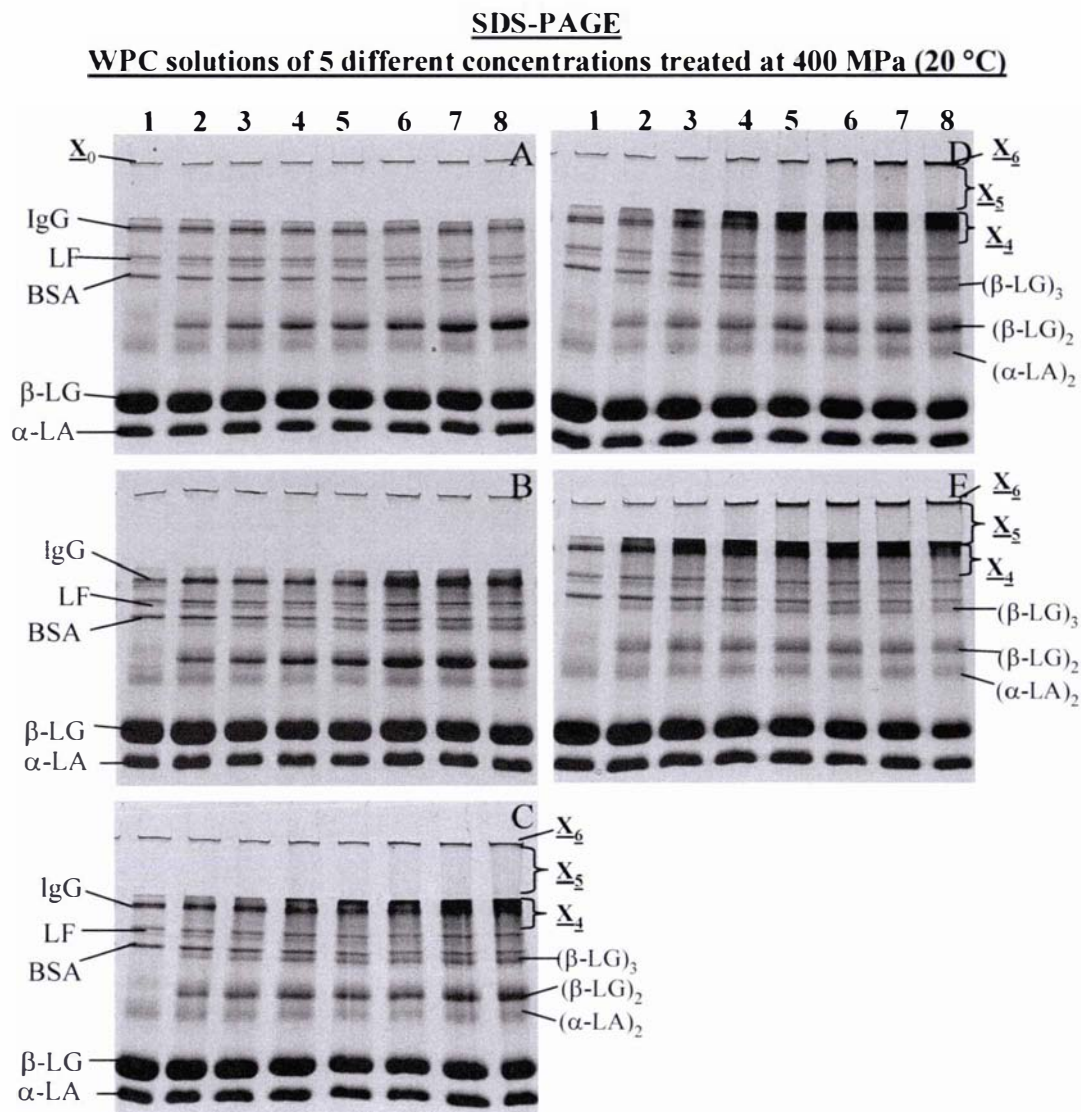 SDS-PAGE
WPC solutions of 5 different concentrations treated at 400 MPa (20 °C)
1 2 3 4 5 6 7 8
X₀
A
IgG
LF
BSA
β-LG
α-LA
1 2 3 4 5 6 7 8
D
X₆
X₅
X₄
(β-LG)₃
(β-LG)₂
(α-LA)₂
B
IgG
LF
BSA
β-LG
α-LA
E
X₆
X₅
X₄
(β-LG)₃
(β-LG)₂
(α-LA)₂
C
X₆
X₅
X₄
IgG
LF
BSA
(β-LG)₃
(β-LG)₂
(α-LA)₂
β-LG
α-LA